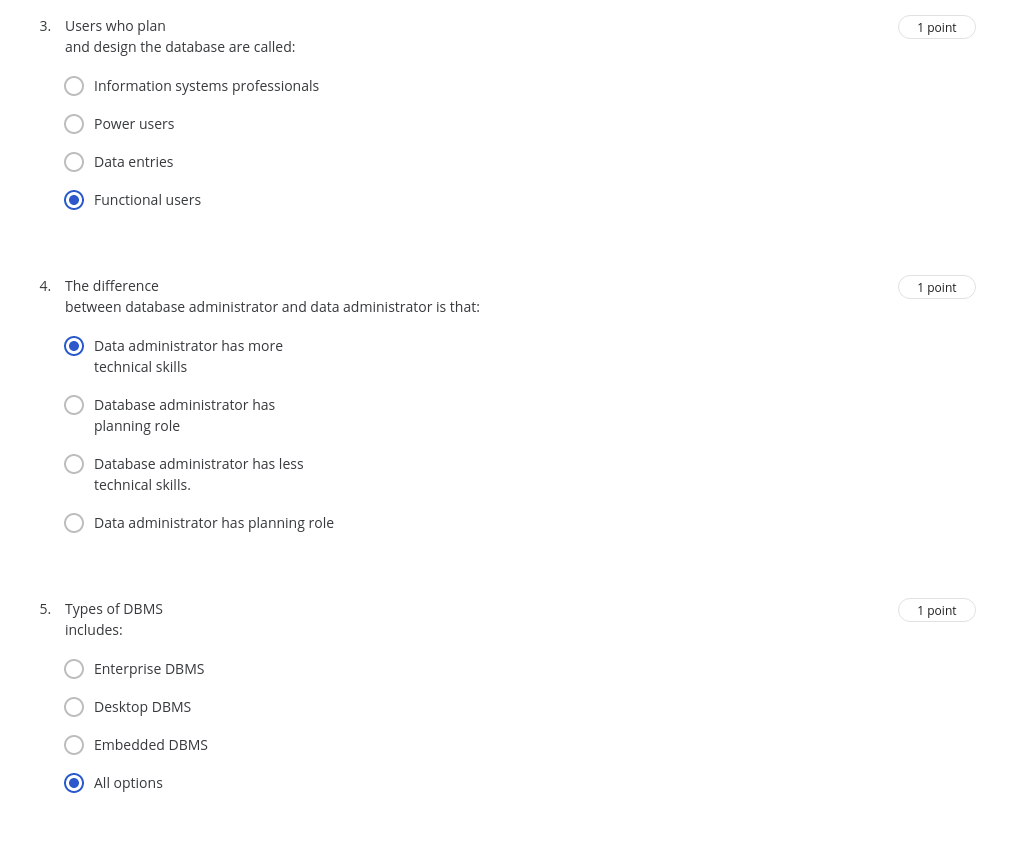 3. Users who plan
and design the database are called:
1 point
Information systems professionals
Power users
Data entries
Functional users
4. The difference
between database administrator and data administrator is that:
1 point
Data administrator has more
technical skills
Database administrator has
planning role
Database administrator has less
technical skills.
Data administrator has planning role
5. Types of DBMS
includes:
1 point
Enterprise DBMS
Desktop DBMS
Embedded DBMS
All options